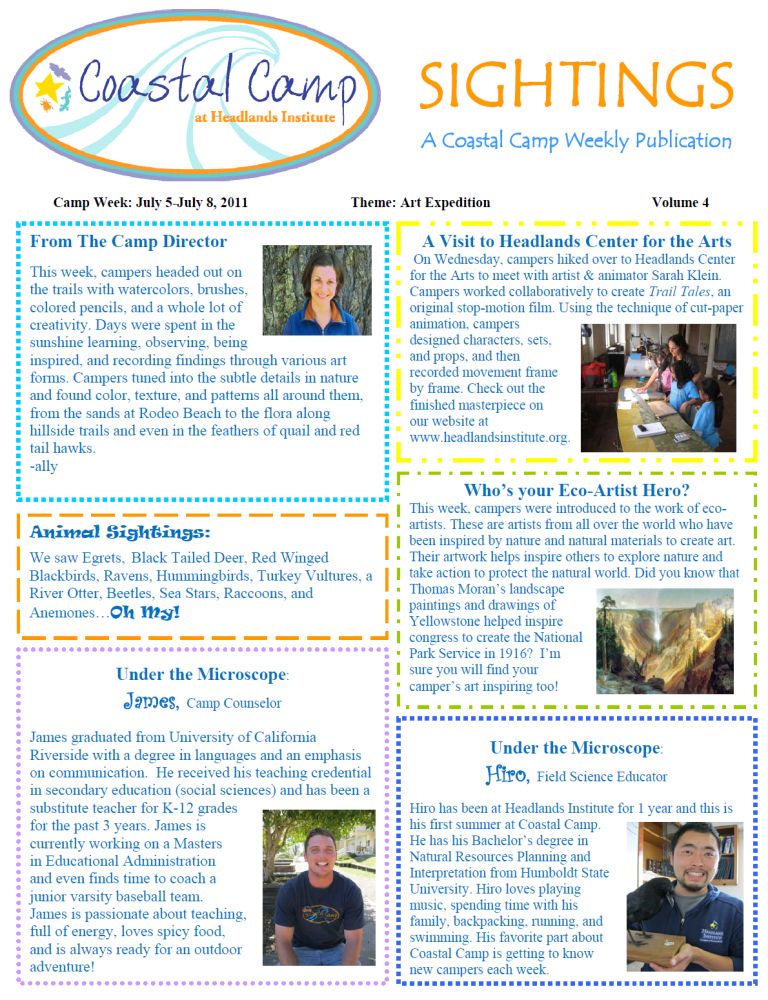 Coastal Camp
at Headlands Institute
SIGHTINGS
A Coastal Camp Weekly Publication
Camp Week: July 5-July 8, 2011 Theme: Art Expedition Volume 4
From The Camp Director
This week, campers headed out on
the trails with watercolors, brushes,
colored pencils, and a whole lot of
creativity. Days were spent in the
sunshine learning, observing, being
inspired, and recording findings through various art
forms. Campers tuned into the subtle details in nature
and found color, texture, and patterns all around them,
from the sands at Rodeo Beach to the flora along
hillside trails and even in the feathers of quail and red
tail hawks.
-ally
Animal Sightings:
We saw Egrets, Black Tailed Deer, Red Winged
Blackbirds, Ravens, Hummingbirds, Turkey Vultures, a
River Otter, Beetles, Sea Stars, Raccoons, and
Anemones…Oh My!
Under the Microscope:
James, Camp Counselor
James graduated from University of California
Riverside with a degree in languages and an emphasis
on communication. He received his teaching credential
in secondary education (social sciences) and has been a
substitute teacher for K-12 grades
for the past 3 years. James is
currently working on a Masters
in Educational Administration
and even finds time to coach a
junior varsity baseball team.
James is passionate about teaching,
full of energy, loves spicy food,
and is always ready for an outdoor
adventure!
A Visit to Headlands Center for the Arts
On Wednesday, campers hiked over to Headlands Center
for the Arts to meet with artist & animator Sarah Klein.
Campers worked collaboratively to create Trail Tales, an
original stop-motion film. Using the technique of cut-paper
animation, campers
designed characters, sets,
and props, and then
recorded movement frame
by frame. Check out the
finished masterpiece on
our website at
www.headlandsinstitute.org.
Who's your Eco-Artist Hero?
This week, campers were introduced to the work of eco-
artists. These are artists from all over the world who have
been inspired by nature and natural materials to create art.
Their artwork helps inspire others to explore nature and
take action to protect the natural world. Did you know that
Thomas Moran's landscape
paintings and drawings of
Yellowstone helped inspire
congress to create the National
Park Service in 1916? I'm
sure you will find your
camper's art inspiring too!
Under the Microscope:
Hiro, Field Science Educator
Hiro has been at Headlands Institute for 1 year and this is
his first summer at Coastal Camp.
He has his Bachelor's degree in
Natural Resources Planning and
Interpretation from Humboldt State
University. Hiro loves playing
music, spending time with his
family, backpacking, running, and
swimming. His favorite part about
Coastal Camp is getting to know
new campers each week.